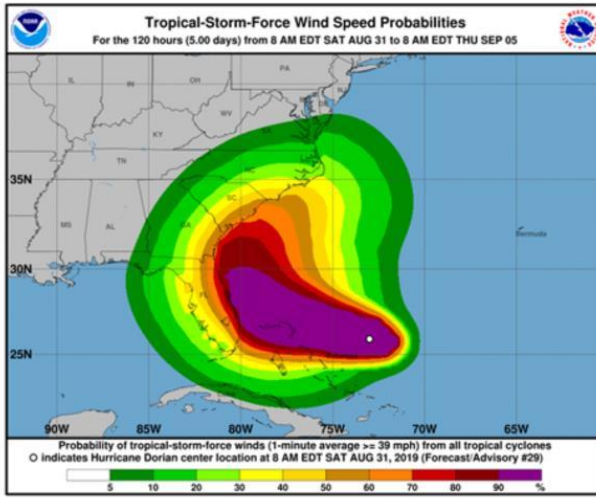 NOAA
Tropical-Storm-Force Wind Speed Probabilities
For the 120 hours (5.00 days) from 8 AM EDT SAT AUG 31 to 8 AM EDT THU SEP 05
PA
IL
IN
OH
WV
KY
VA
TN
NC
35N
SC
MS
AL
GA
Bermuda
30N
FL
25N
90W
85W
80W
75W
70W
65W
Probability of tropical-storm-force winds (1-minute average >= 39 mph) from all tropical cyclones
O indicates Hurricane Dorian center location at 8 AM EDT SAT AUG 31, 2019 (Forecast/Advisory #29)
5 10 20 30 40 50 60 70 80 90 %